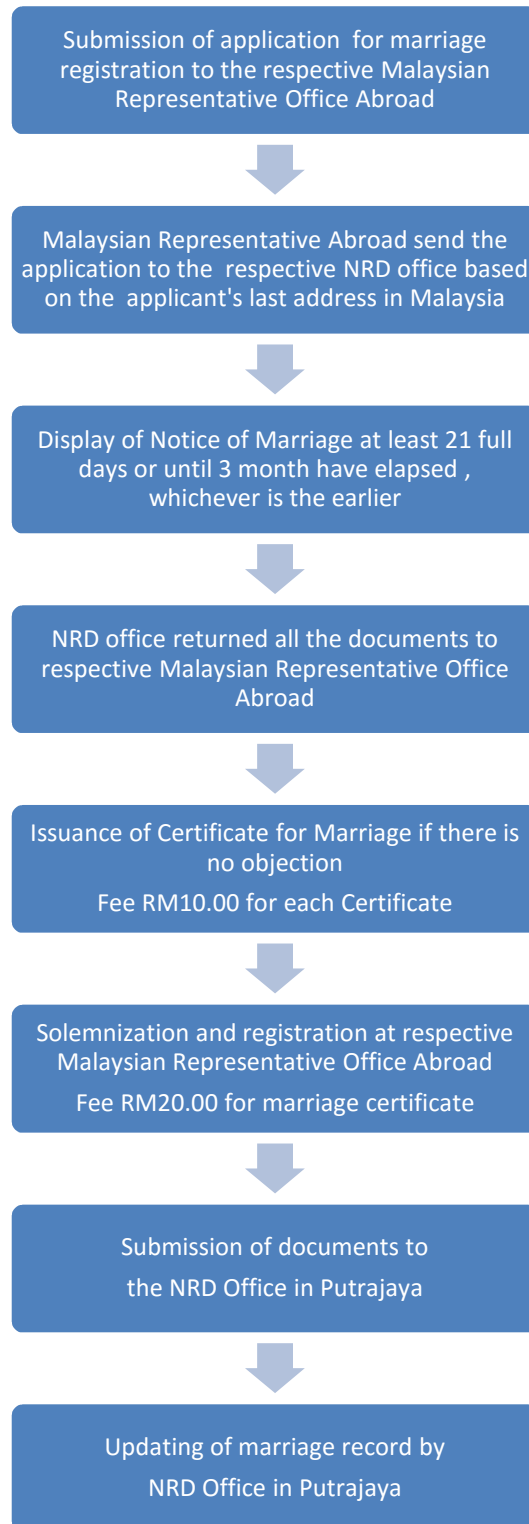 Submission of application for marriage
registration to the respective Malaysian
Representative Office Abroad
Malaysian Representative Abroad send the
application to the respective NRD office based
on the applicant's last address in Malaysia
Display of Notice of Marriage at least 21 full
days or until 3 month have elapsed ,
whichever is the earlier
NRD office returned all the documents to
respective Malaysian Representative Office
Abroad
Issuance of Certificate for Marriage if there is
no objection
Fee RM10.00 for each Certificate
Solemnization and registration at respective
Malaysian Representative Office Abroad
Fee RM20.00 for marriage certificate
Submission of documents to
the NRD Office in Putrajaya
Updating of marriage record by
NRD Office in Putrajaya